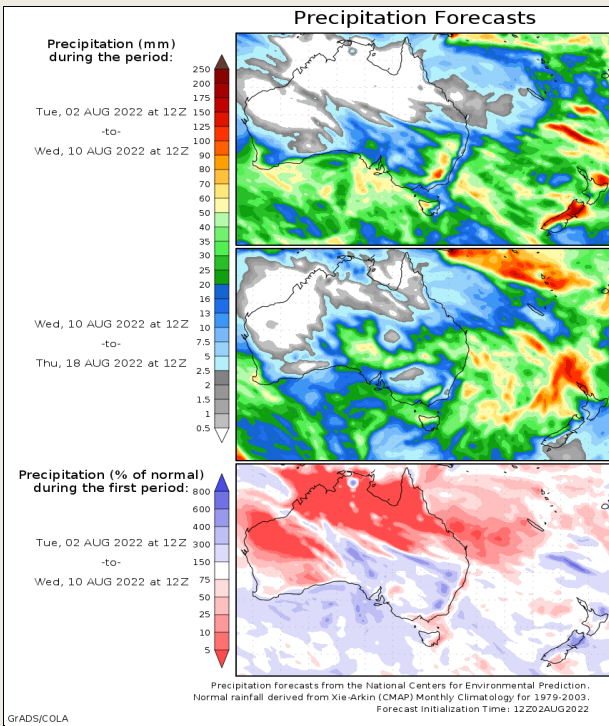 Precipitation Forecasts
Precipitation (mm)
during the period:
Tue, 02 AUG 2022 at 12Z
-to-
Wed, 10 AUG 2022 at 12Z
250
200
175
150
125
100
90
80
70
60
50
40
35
30
25
20
16
13
10
7.5
5
2.5
2
1.5
1
0.5
Wed, 10 AUG 2022 at 12Z
-to-
Thu, 18 AUG 2022 at 12Z
Precipitation (% of normal)
during the first period:
Tue, 02 AUG 2022 at 12Z
-to-
Wed, 10 AUG 2022 at 12Z
800
600
400
300
150
75
50
25
10
5
Precipitation forecasts from the National Centers for Environmental Prediction.
Normal rainfall derived from Xie-Arkin (CMAP) Monthly Climatology for 1979-2003.
Forecast Initialization Time: 12Z02AUG2022
GrADS/COLA